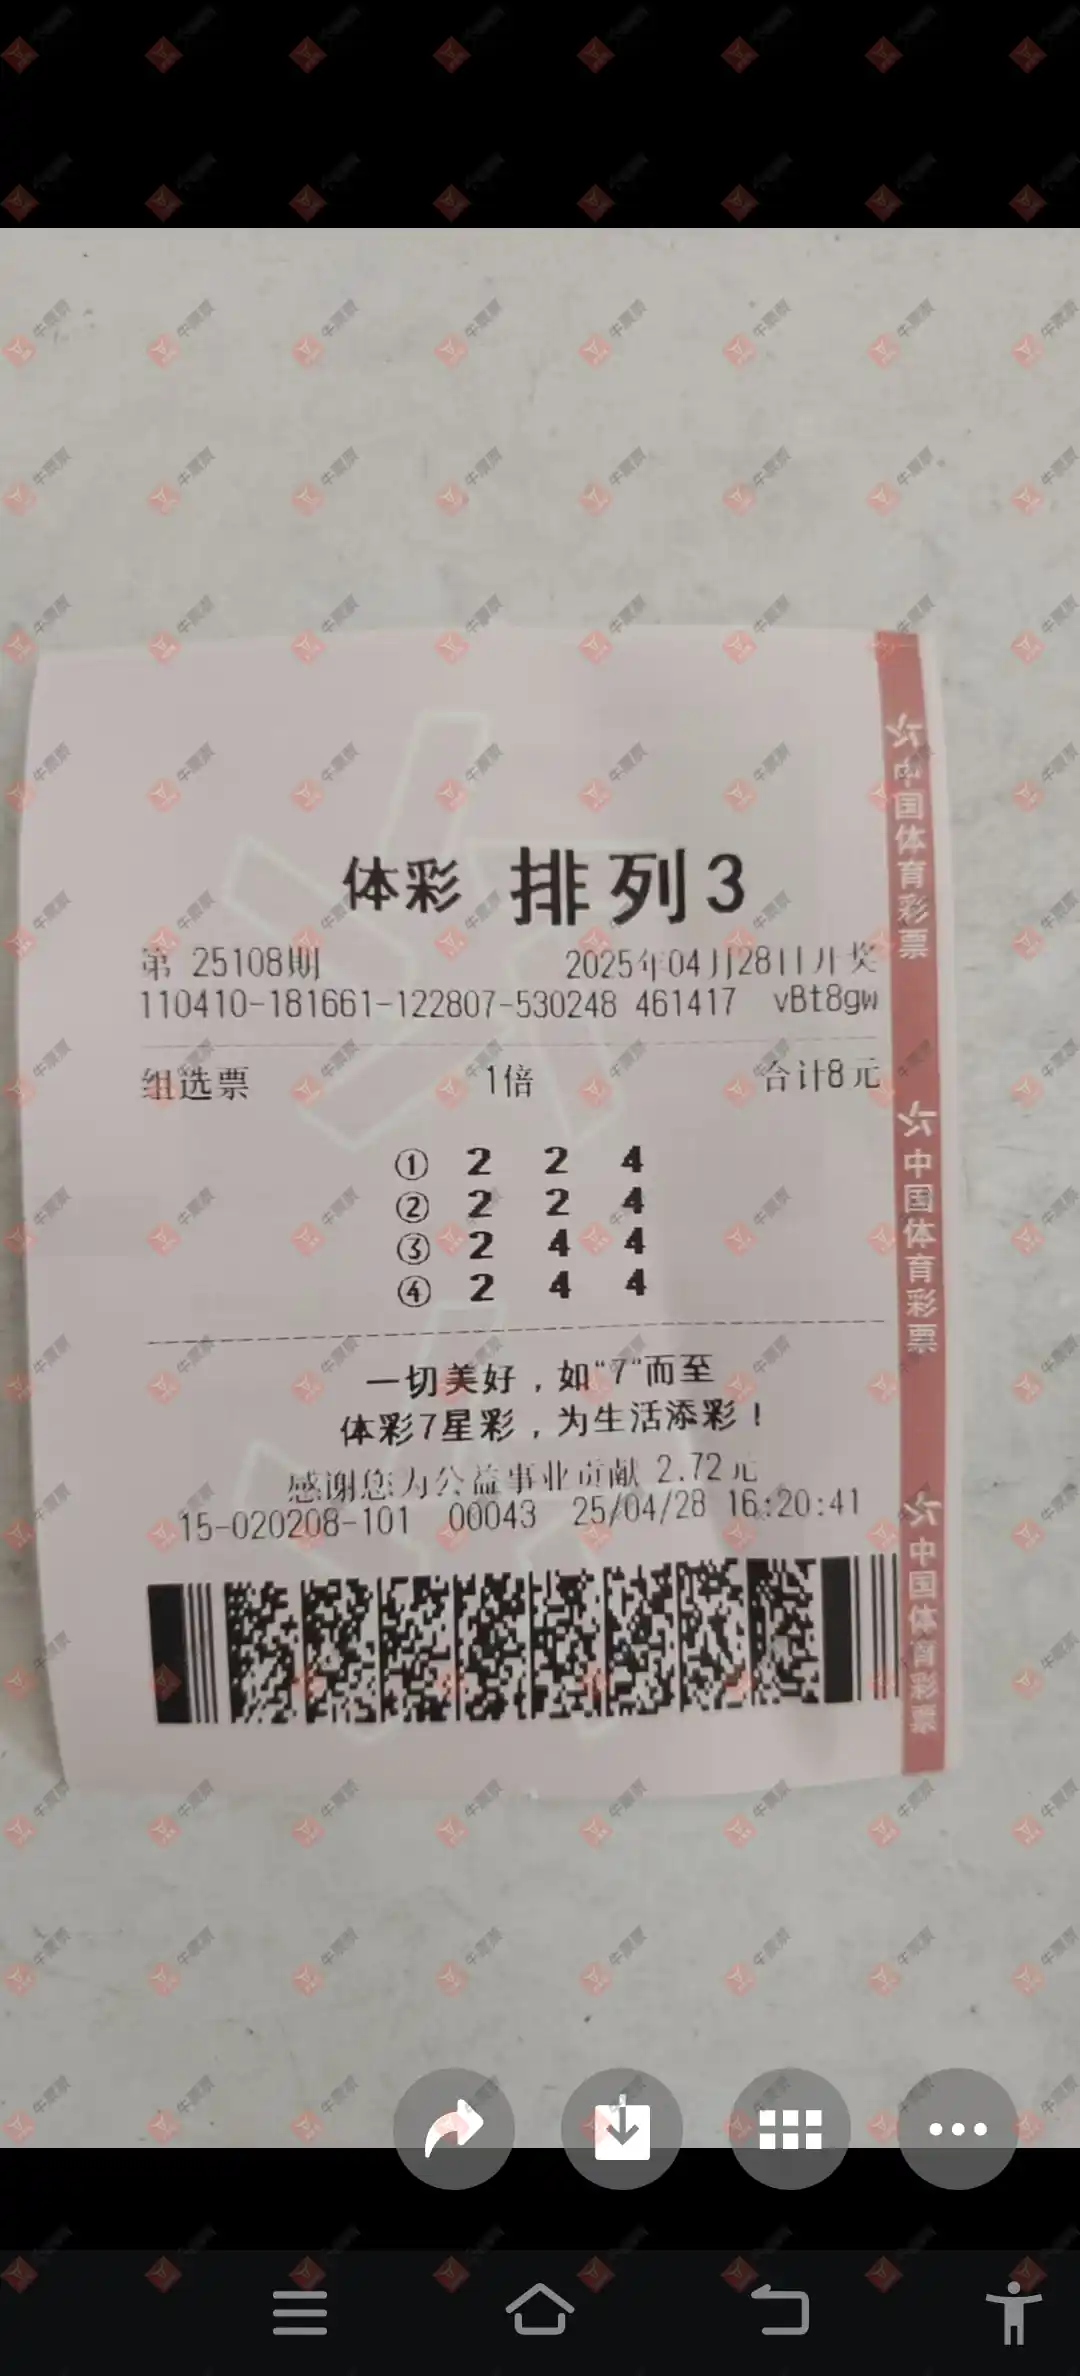 体彩 排列3
第 25108期 2025年04月28日开奖
110410-181661-122807-530248 461417 vBt8gw
组选票 1倍 合计8元
① 2 2 4
② 2 2 4
③ 2 4 4
④ 2 4 4
一切美好，如“7”而至
体彩7星彩，为生活添彩！
感谢您为公益事业贡献 2.72元
15-020208-101 00043 25/04/28 16:20:41
中国体育彩票
中国体育彩票
中国体育彩票